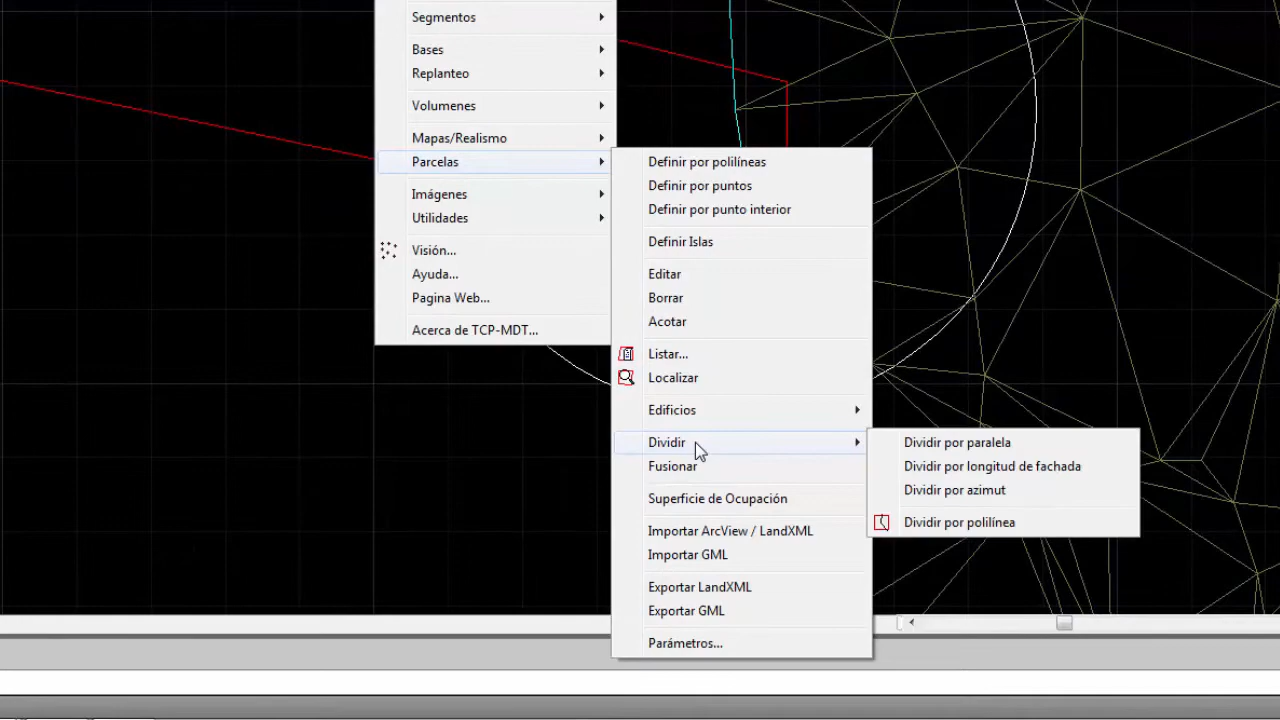 Segmentos
Bases
Replanteo
Volumenes
Mapas/Realismo
Parcelas
Imágenes
Utilidades
Visión...
Ayuda...
Pagina Web...
Acerca de TCP-MDT...
Definir por polilíneas
Definir por puntos
Definir por punto interior
Definir Islas
Editar
Borrar
Acotar
Listar...
Localizar
Edificios
Dividir
Fusionar
Superficie de Ocupación
Importar ArcView / LandXML
Importar GML
Exportar LandXML
Exportar GML
Parámetros...
Dividir por paralela
Dividir por longitud de fachada
Dividir por azimut
Dividir por polilínea